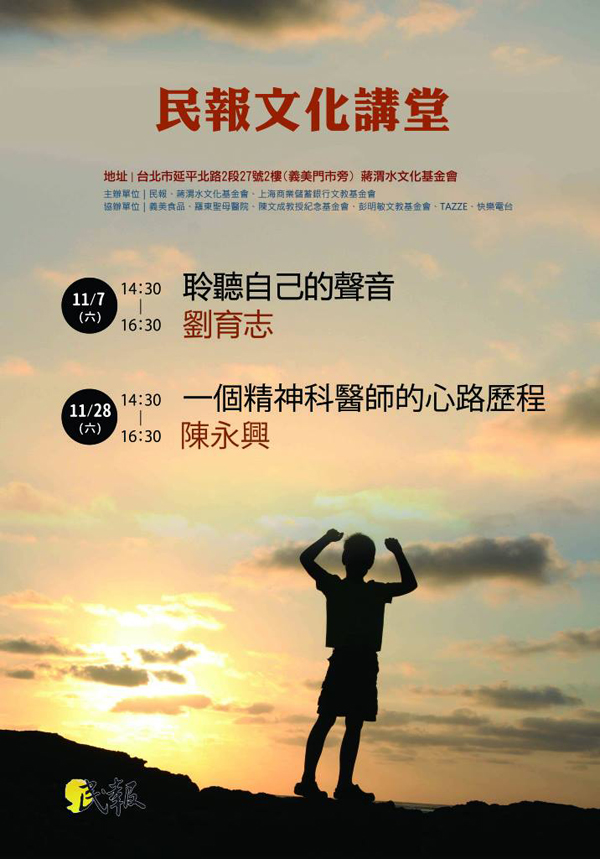 民報文化講堂
地址 | 台北市延平北路2段27號2樓(義美門市旁) 蔣渭水文化基金會
主辦單位 | 民報、蔣渭水文化基金會、上海商業儲蓄銀行文教基金會
協辦單位 | 義美食品、羅東聖母醫院、陳文成教授紀念基金會、彭明敏文教基金會、TAZZE、快樂電台
11/7
(六)
14:30
|
16:30
聆聽自己的聲音
劉育志
11/28
(六)
14:30
|
16:30
一個精神科醫師的心路歷程
陳永興
民報